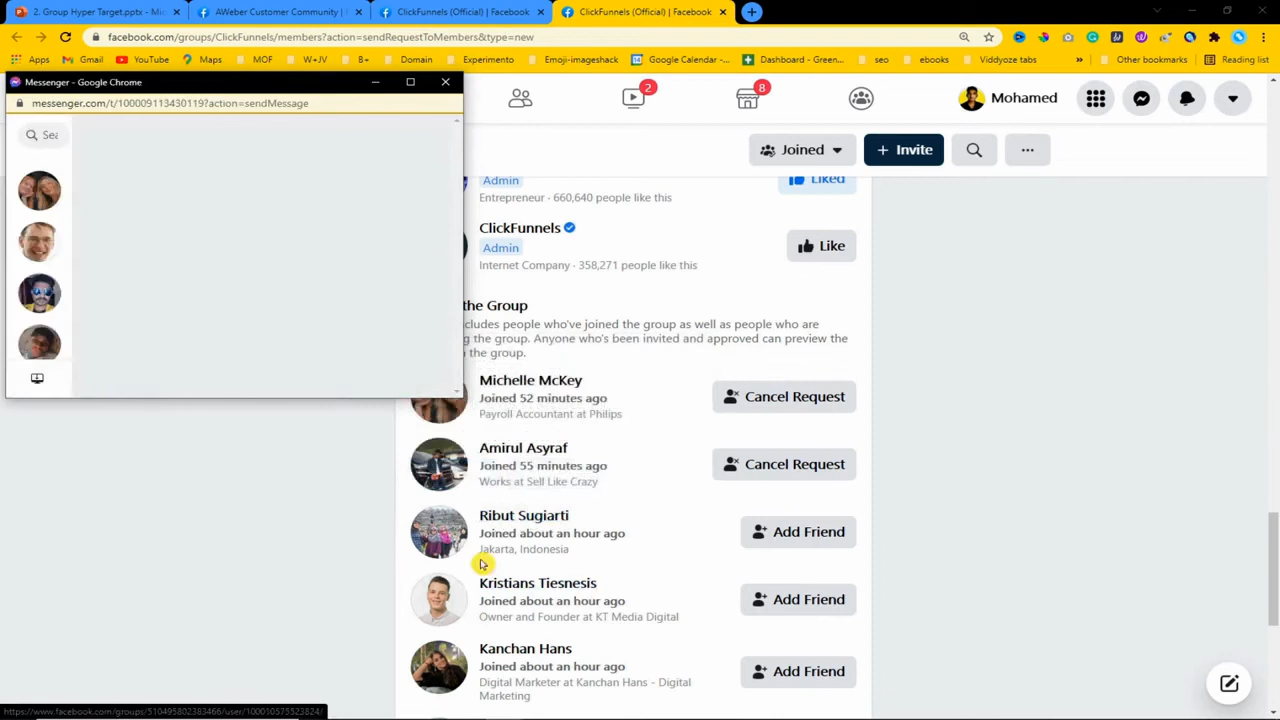 2. Group Hyper Target.pptx - Mi
AWeber Customer Community |
ClickFunnels (Official) | Facebook
ClickFunnels (Official) | Facebook
facebook.com/groups/ClickFunnels/members?action=sendRequestToMembers&type=new
Apps
Gmail
YouTube
Maps
MOF
W+JV
B+
Domain
Experimento
Emoji-imageshack
Google Calendar -...
Dashboard - Green...
seo
ebooks
Viddyoze tabs
»
Other bookmarks
Reading list
Messenger - Google Chrome
messenger.com/t/100009113430119?action=sendMessage
Sea
2
8
Mohamed
Joined
+ Invite
Admin
Entrepreneur · 660,640 people like this
Liked
ClickFunnels
Admin
Internet Company · 358,271 people like this
Like
the Group
cludes people who've joined the group as well as people who are
g the group. Anyone who's been invited and approved can preview the
n the group.
Michelle McKey
Joined 52 minutes ago
Payroll Accountant at Philips
Cancel Request
Amirul Asyraf
Joined 55 minutes ago
Works at Sell Like Crazy
Cancel Request
Ribut Sugiarti
Joined about an hour ago
Jakarta, Indonesia
Add Friend
Kristians Tiesnesis
Joined about an hour ago
Owner and Founder at KT Media Digital
Add Friend
Kanchan Hans
Joined about an hour ago
Digital Marketer at Kanchan Hans - Digital
Marketing
Add Friend
https://www.facebook.com/groups/510495802383466/user/100010575523824/